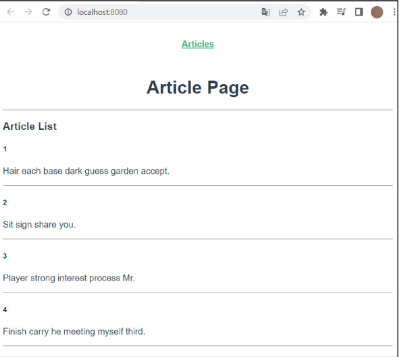 localhost:8080
Articles
Article Page
Article List
1
Hair each base dark guess garden accept.
2
Sit sign share you.
3
Player strong interest process Mr.
4
Finish carry he meeting myself third.